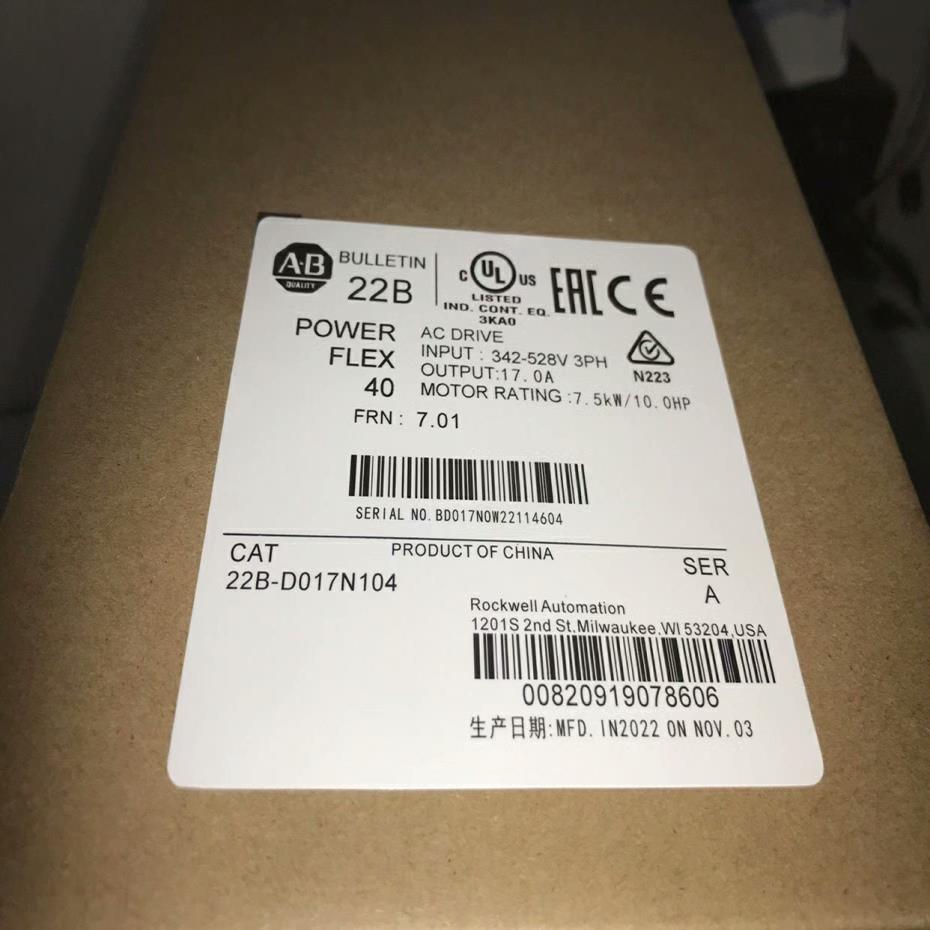 A·B
QUALITY
BULLETIN
22B
C UL US
LISTED
IND. CONT. EQ.
3KA0
EAC CE
N223
POWER
FLEX
40
FRN : 7.01
AC DRIVE
INPUT : 342-528V 3PH
OUTPUT:17.0A
MOTOR RATING :7.5kW/10.0HP
SERIAL NO.BD017N0W22114604
PRODUCT OF CHINA
CAT
22B-D017N104
SER
A
Rockwell Automation
1201S 2nd St,Milwaukee,WI 53204,USA
00820919078606
生产日期:MFD. IN2022 ON NOV.03